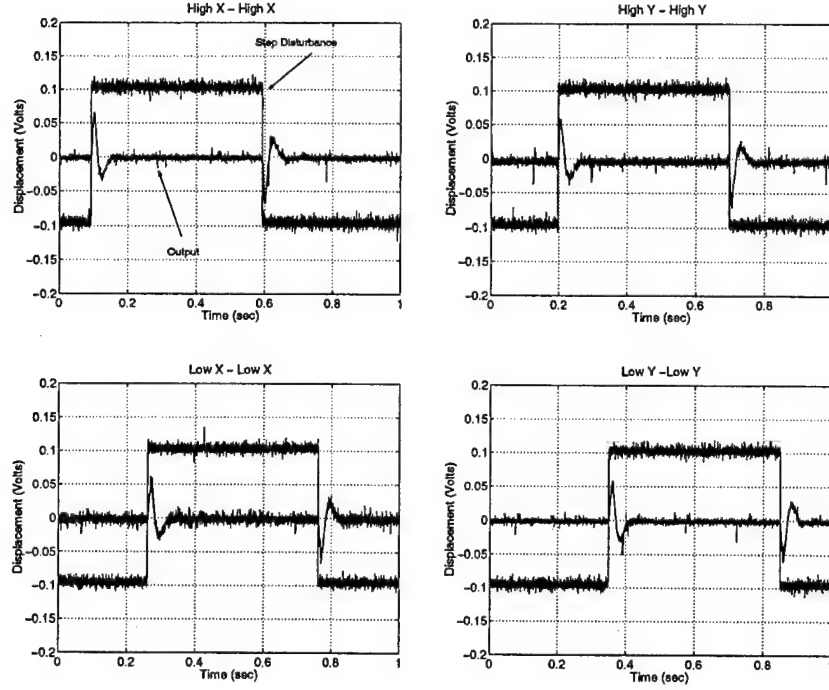 High X – High X
Displacement (Volts)
0.2
0.15
0.1
0.05
0
−0.05
−0.1
−0.15
−0.2
Step Disturbance
Output
0 0.2 0.4 0.6 0.8 1
Time (sec)
High Y – High Y
Displacement (Volts)
0.2
0.15
0.1
0.05
0
−0.05
−0.1
−0.15
−0.2
0 0.2 0.4 0.6 0.8
Time (sec)
Low X – Low X
Displacement (Volts)
0.2
0.15
0.1
0.05
0
−0.05
−0.1
−0.15
−0.2
0 0.2 0.4 0.6 0.8 1
Time (sec)
Low Y –Low Y
Displacement (Volts)
0.2
0.15
0.1
0.05
0
−0.05
−0.1
−0.15
−0.2
0 0.2 0.4 0.6 0.8
Time (sec)